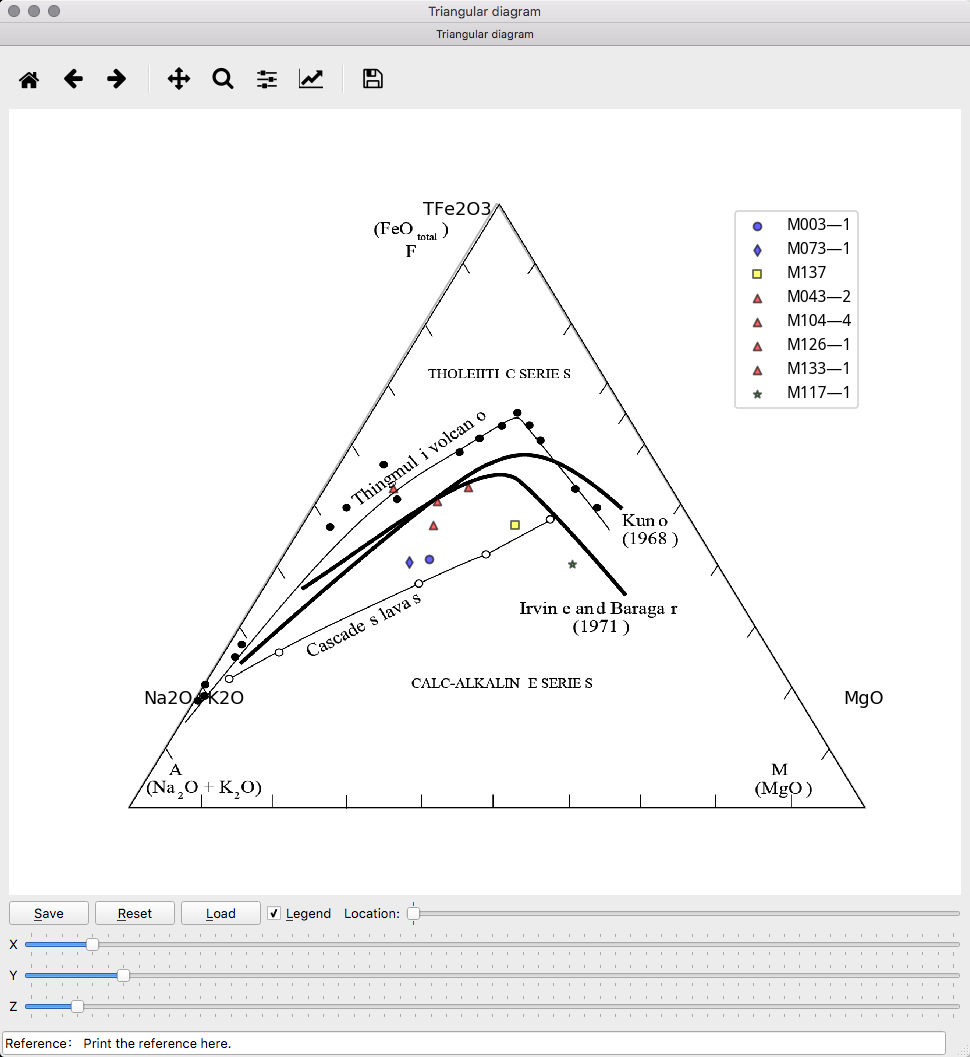 Triangular diagram
Triangular diagram
TFe2O3
(FeO total )
F
M003—1
M073—1
M137
M043—2
M104—4
M126—1
M133—1
M117—1
THOLEIITI C SERIE S
Thingmul i volcan o
Kun o
(1968 )
Irvin e and Baraga r
(1971 )
Cascade s lava s
CALC-ALKALIN E SERIE S
Na2O+K2O
MgO
A
(Na2O + K2O)
M
(MgO )
Save Reset Load Legend Location:
X
Y
Z
Reference: Print the reference here.